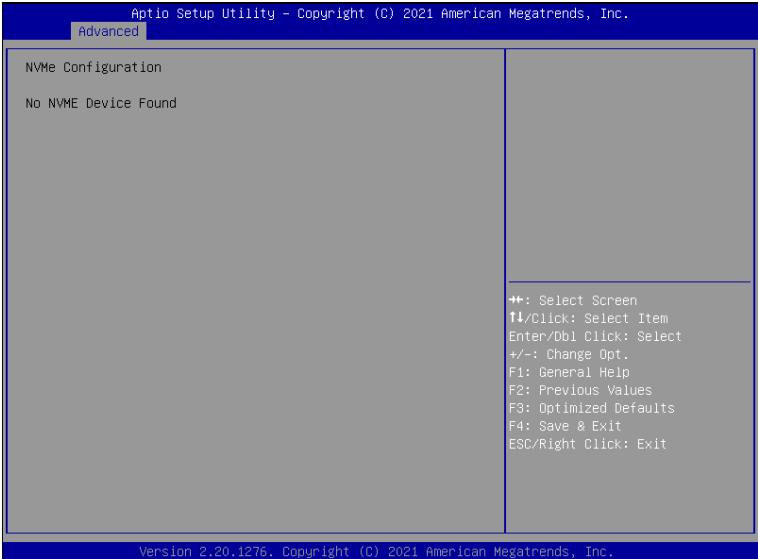 Aptio Setup Utility – Copyright (C) 2021 American Megatrends, Inc.
Advanced
NVMe Configuration
No NVME Device Found
→←: Select Screen
↑↓/Click: Select Item
Enter/Dbl Click: Select
+/-: Change Opt.
F1: General Help
F2: Previous Values
F3: Optimized Defaults
F4: Save & Exit
ESC/Right Click: Exit
Version 2.20.1276. Copyright (C) 2021 American Megatrends, Inc.